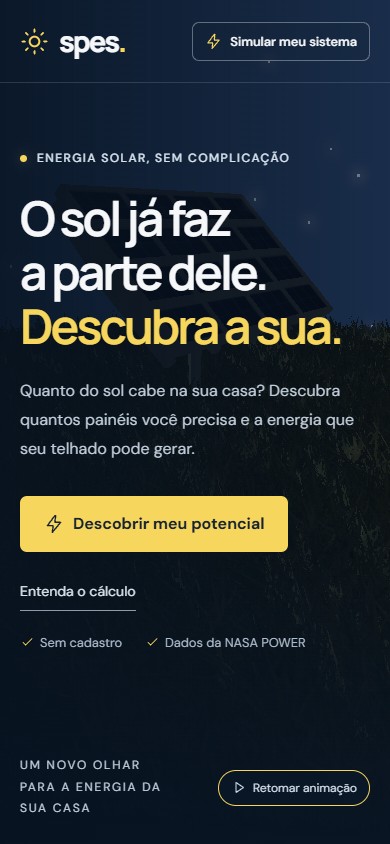 spes.
Simular meu sistema
ENERGIA SOLAR, SEM COMPLICAÇÃO
O sol já faz
a parte dele.
Descubra a sua.
Quanto do sol cabe na sua casa? Descubra
quantos painéis você precisa e a energia que
seu telhado pode gerar.
Descobrir meu potencial
Entenda o cálculo
Sem cadastro
Dados da NASA POWER
UM NOVO OLHAR
PARA A ENERGIA DA
SUA CASA
Retomar animação